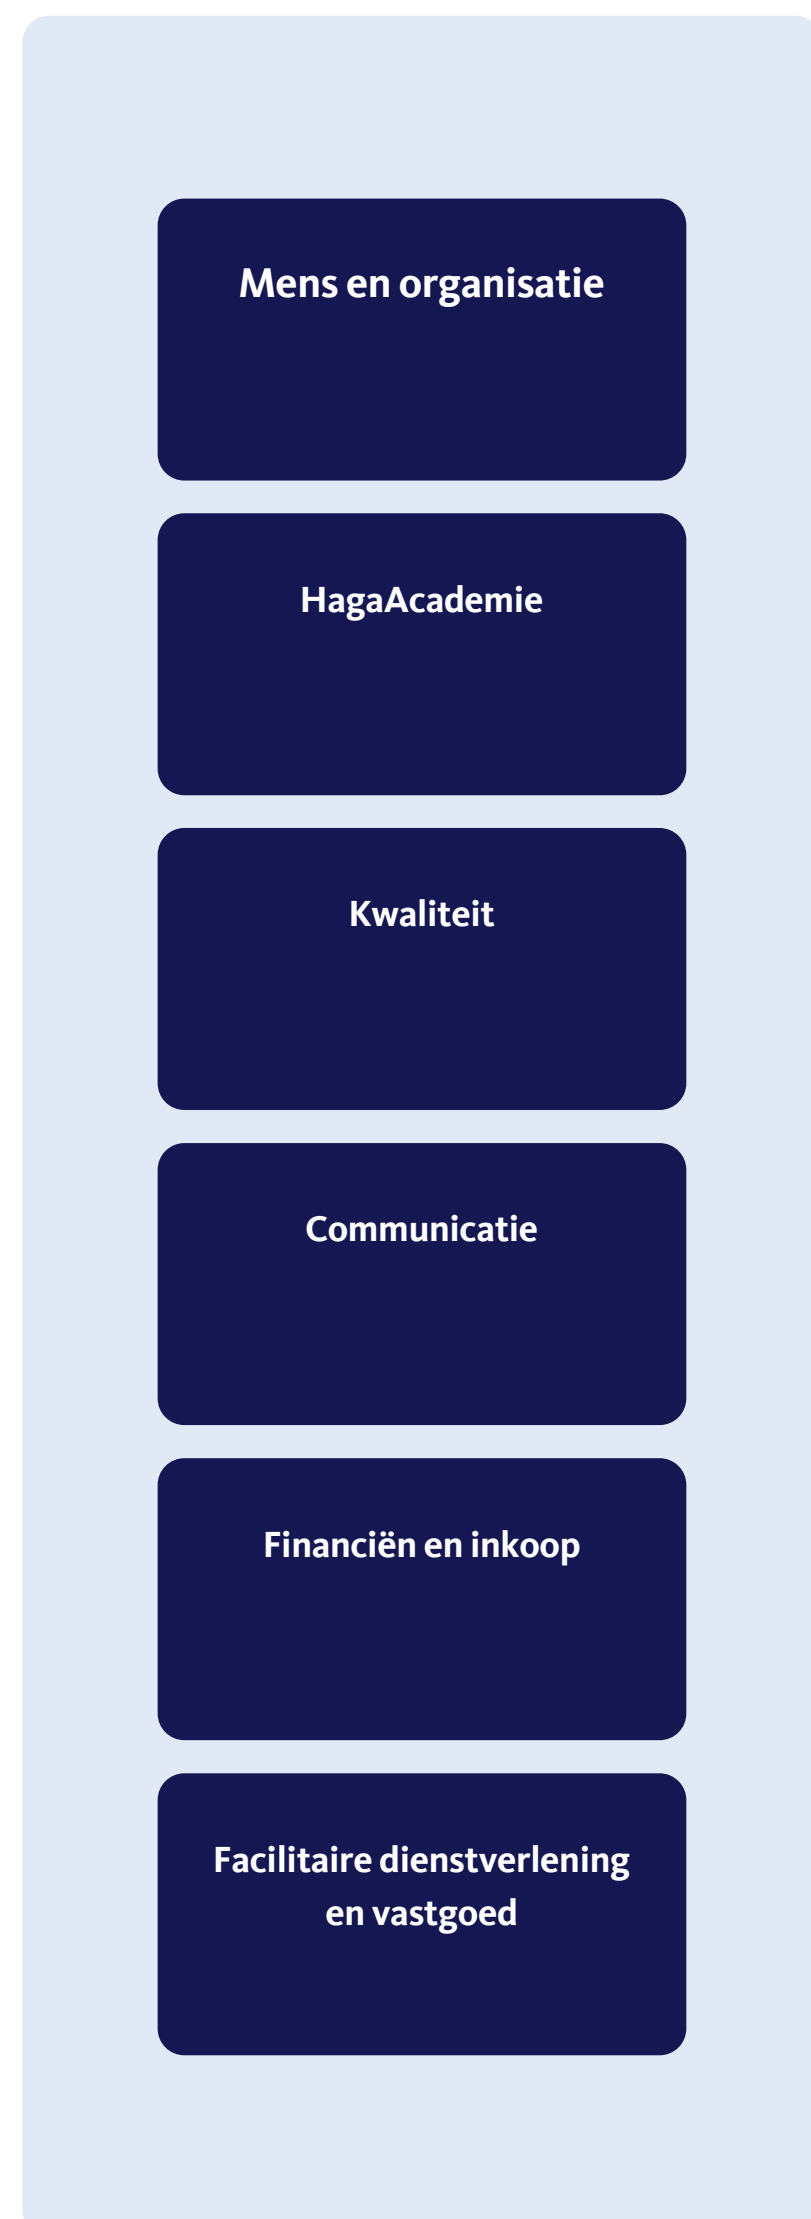 Mens en organisatie
HagaAcademie
Kwaliteit
Communicatie
Financiën en inkoop
Facilitaire dienstverlening
en vastgoed